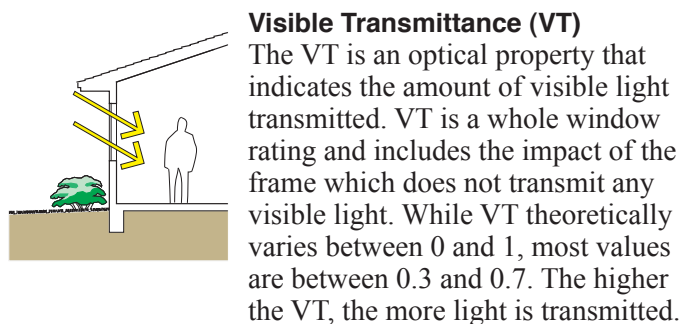 Visible Transmittance (VT)
The VT is an optical property that
indicates the amount of visible light
transmitted. VT is a whole window
rating and includes the impact of the
frame which does not transmit any
visible light. While VT theoretically
varies between 0 and 1, most values
are between 0.3 and 0.7. The higher
the VT, the more light is transmitted.